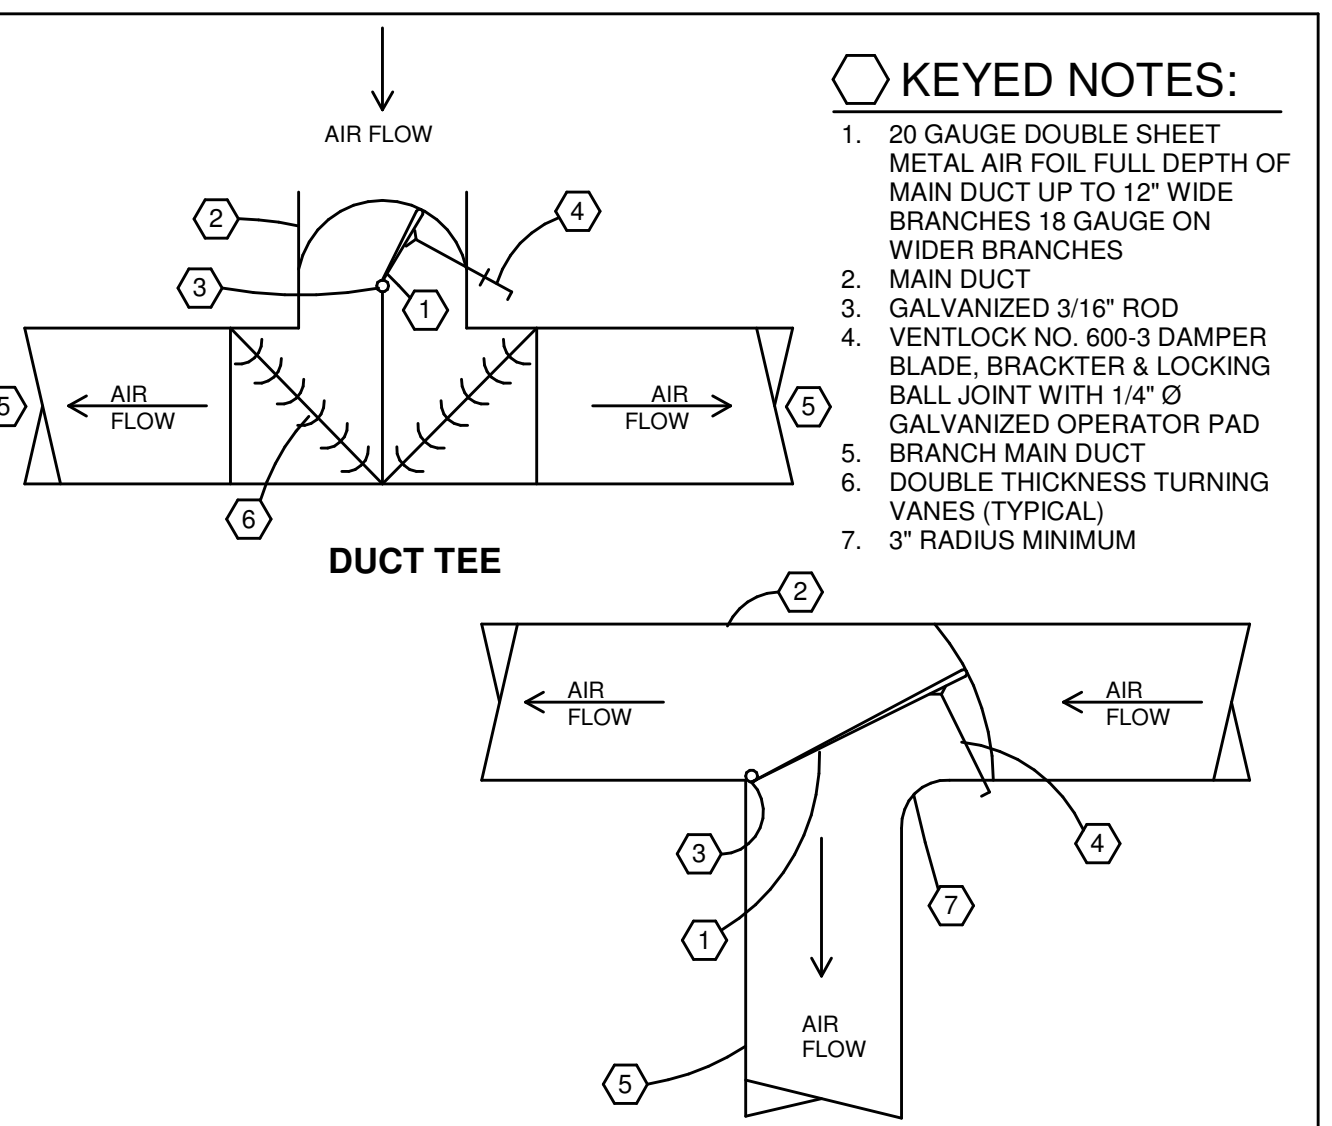 AIR FLOW
KEYED NOTES:
1. 20 GAUGE DOUBLE SHEET
METAL AIR FOIL FULL DEPTH OF
MAIN DUCT UP TO 12" WIDE
BRANCHES 18 GAUGE ON
WIDER BRANCHES
2. MAIN DUCT
3. GALVANIZED 3/16" ROD
4. VENTLOCK NO. 600-3 DAMPER
BLADE, BRACKTER & LOCKING
BALL JOINT WITH 1/4" Ø
GALVANIZED OPERATOR PAD
5. BRANCH MAIN DUCT
6. DOUBLE THICKNESS TURNING
VANES (TYPICAL)
7. 3" RADIUS MINIMUM
2
4
3
1
5
AIR
FLOW
AIR
FLOW
5
6
DUCT TEE
2
AIR
FLOW
AIR
FLOW
3
4
7
1
AIR
FLOW
5